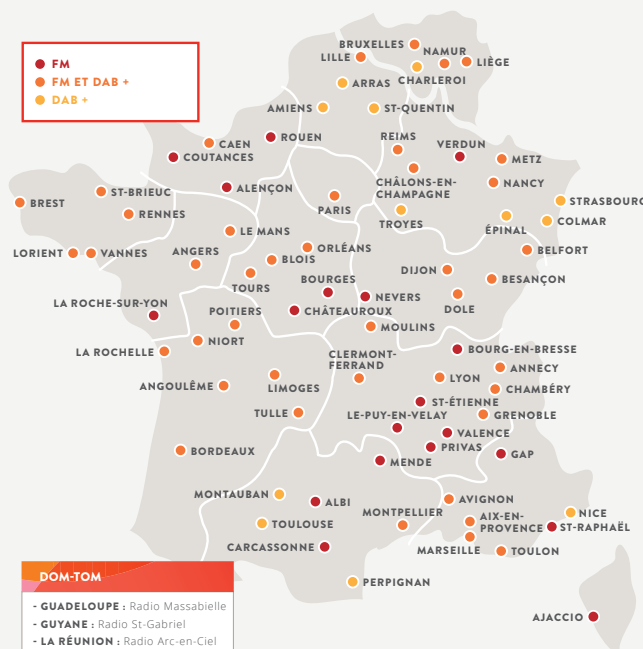 FM
FM ET DAB +
DAB +
BRUXELLES
NAMUR
LILLE
LIÈGE
CHARLEROI
ARRAS
AMIENS
ST-QUENTIN
ROUEN
REIMS
VERDUN
CAEN
COUTANCES
METZ
CHÂLONS-EN-
CHAMPAGNE
NANCY
ALENÇON
ST-BRIEUC
BREST
RENNES
PARIS
STRASBOURG
TROYES
ÉPINAL
COLMAR
LE MANS
LORIENT
VANNES
ANGERS
ORLÉANS
BLOIS
BELFORT
TOURS
BOURGES
DIJON
BESANÇON
NEVERS
DOLE
LA ROCHE-SUR-YON
CHÂTEAUROUX
POITIERS
MOULINS
NIORT
LA ROCHELLE
CLERMONT-
FERRAND
BOURG-EN-BRESSE
ANNECY
ANGOULÊME
LIMOGES
LYON
CHAMBÉRY
ST-ÉTIENNE
TULLE
LE-PUY-EN-VELAY
GRENOBLE
VALENCE
BORDEAUX
PRIVAS
GAP
MENDE
MONTAUBAN
ALBI
AVIGNON
MONTPELLIER
AIX-EN-
PROVENCE
NICE
ST-RAPHAËL
TOULOUSE
CARCASSONNE
MARSEILLE
TOULON
PERPIGNAN
AJACCIO
DOM-TOM
- GUADELOUPE : Radio Massabielle
- GUYANE : Radio St-Gabriel
- LA RÉUNION : Radio Arc-en-Ciel